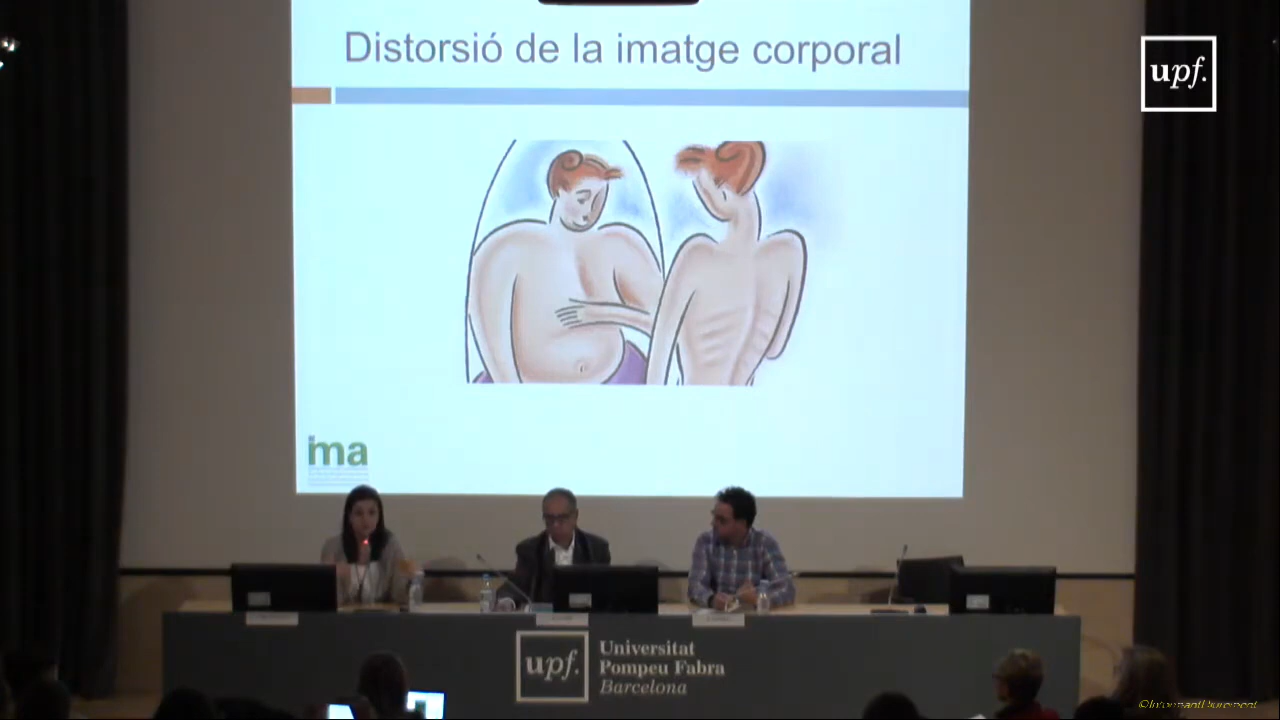 Distorsió de la imatge corporal
upf.
ima
upf.
Universitat
Pompeu Fabra
Barcelona